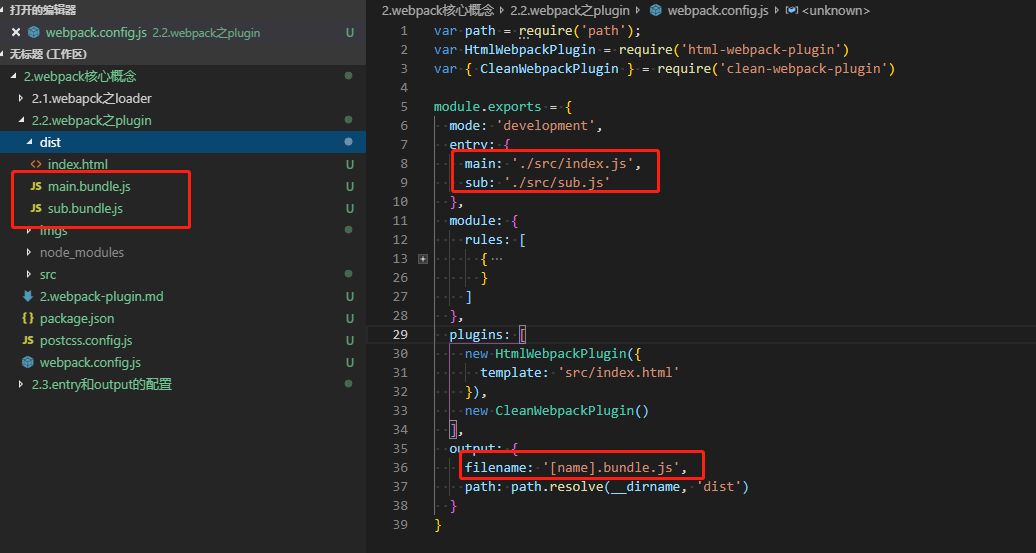 打开的编辑器
webpack.config.js 2.2.webpack之plugin U
无标题 (工作区)
2.webpack核心概念
2.1.webapck之loader
2.2.webpack之plugin
dist
index.html U
JS main.bundle.js U
JS sub.bundle.js U
imgs
node_modules
src
2.webpack-plugin.md U
{} package.json U
JS postcss.config.js U
webpack.config.js U
2.3.entry和output的配置
2.webpack核心概念 › 2.2.webpack之plugin › webpack.config.js › <unknown>
1 var path = require('path');
2 var HtmlWebpackPlugin = require('html-webpack-plugin')
3 var { CleanWebpackPlugin } = require('clean-webpack-plugin')
4
5 module.exports = {
6 mode: 'development',
7 entry: {
8 main: './src/index.js',
9 sub: './src/sub.js'
10 },
11 module: {
12 rules: [
13 { ⋯
26 }
27 ]
28 },
29 plugins: [
30 new HtmlWebpackPlugin({
31 template: 'src/index.html'
32 }),
33 new CleanWebpackPlugin()
34 ],
35 output: {
36 filename: '[name].bundle.js',
37 path: path.resolve(__dirname, 'dist')
38 }
39 }